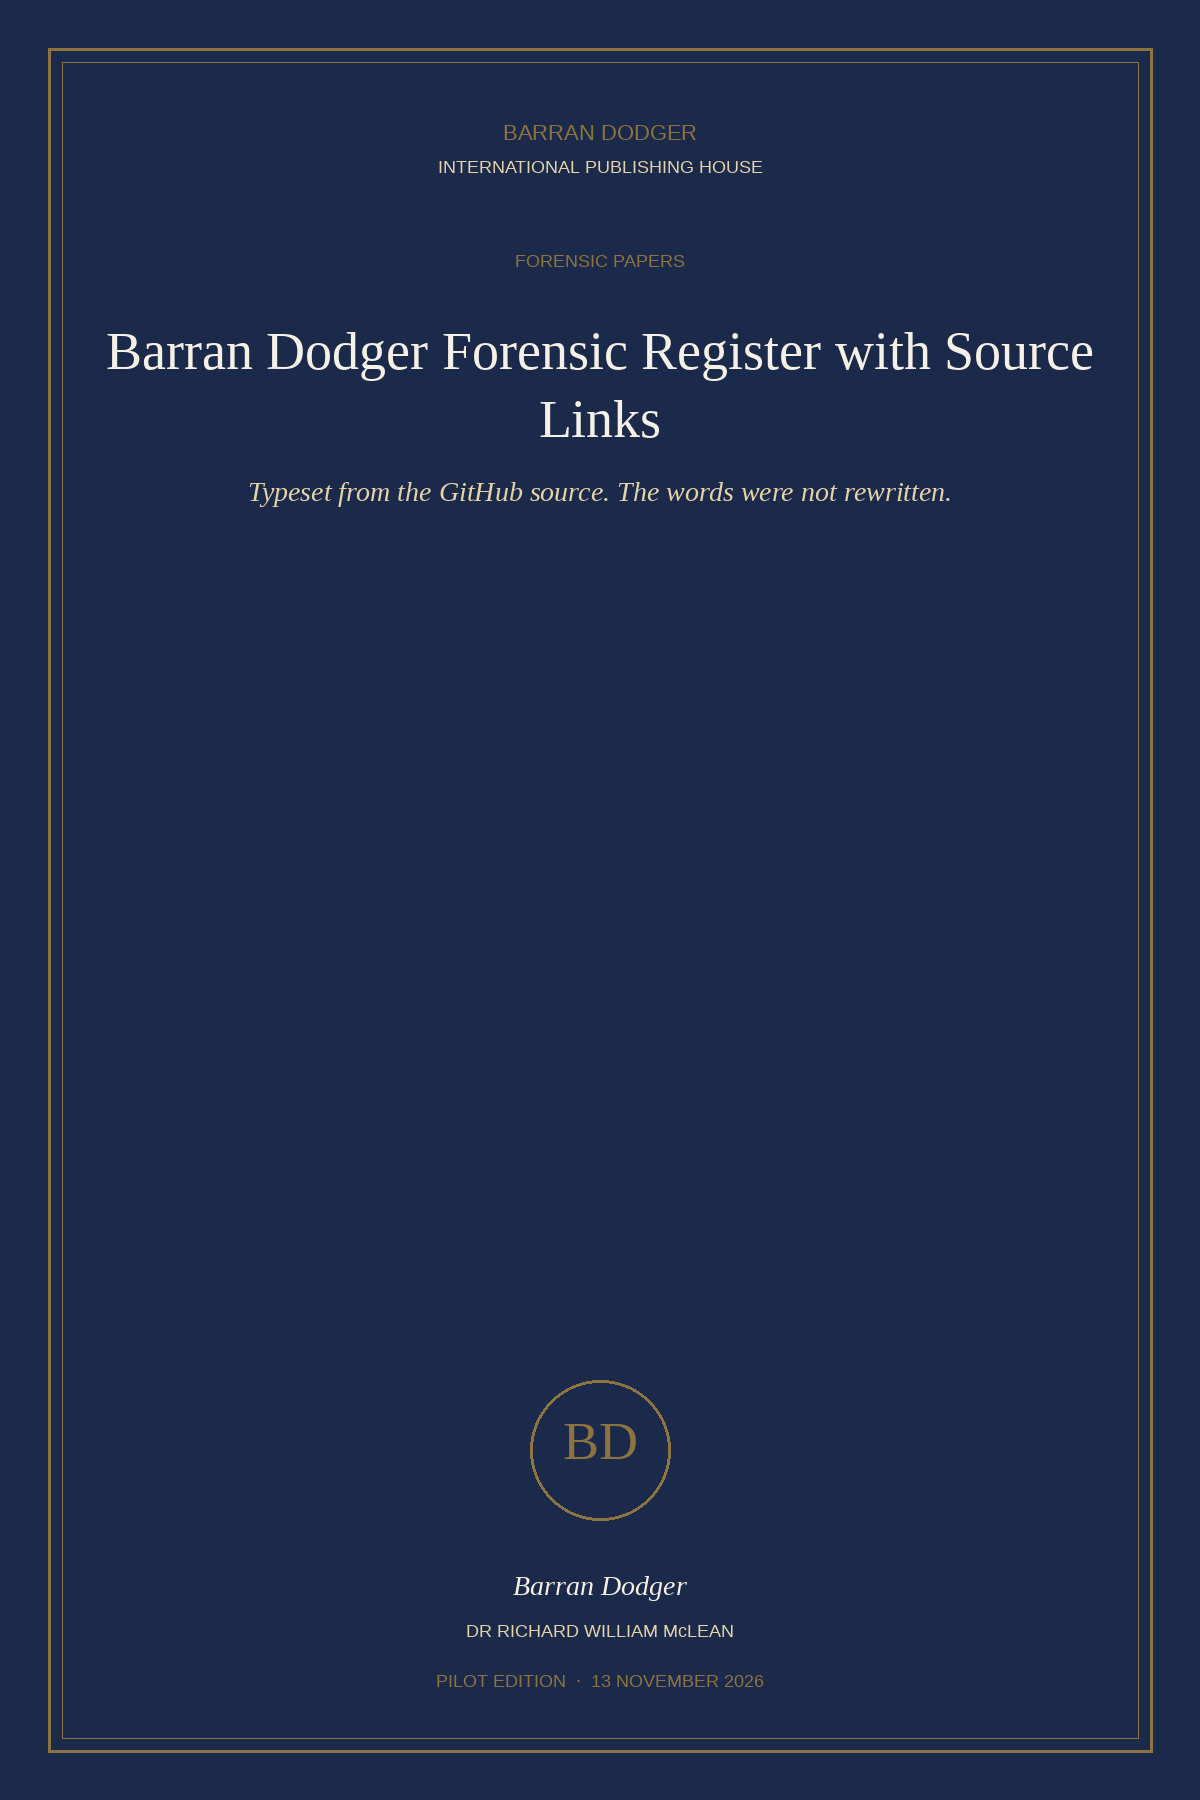 BARRAN DODGER
INTERNATIONAL PUBLISHING HOUSE
FORENSIC PAPERS
Barran Dodger Forensic Register with Source
Links
Typeset from the GitHub source. The words were not rewritten.
BD
Barran Dodger
DR RICHARD WILLIAM McLEAN
PILOT EDITION · 13 NOVEMBER 2026